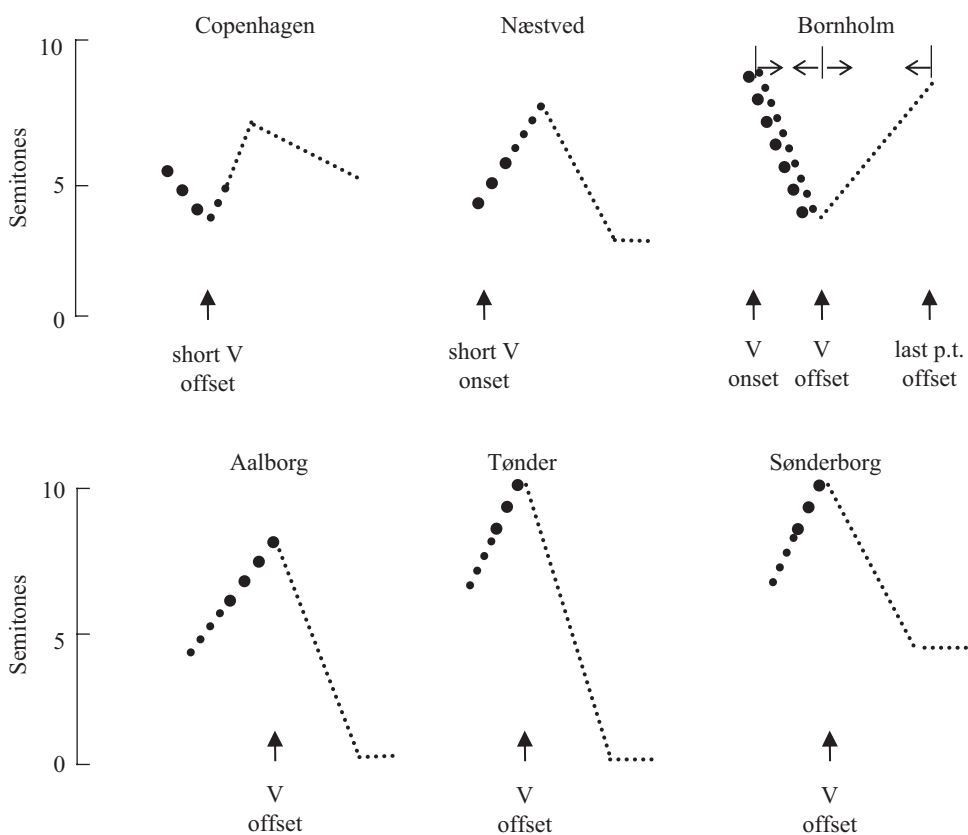 Copenhagen Næstved Bornholm
10
Semitones
5
0
short V
offset
short V
onset
V
onset
V
offset
last p.t.
offset
Aalborg Tønder Sønderborg
10
Semitones
5
0
V
offset
V
offset
V
offset